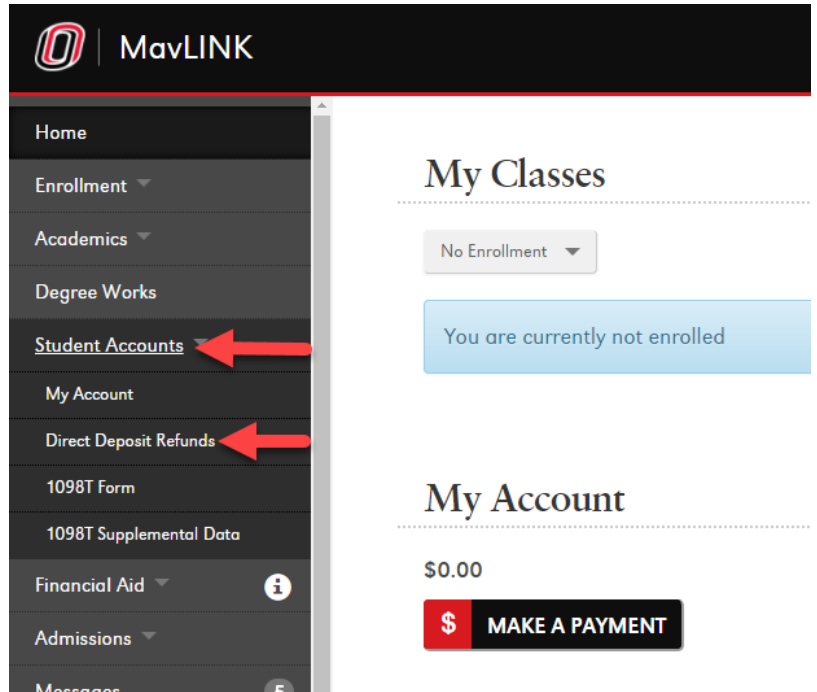 MavLINK
Home
Enrollment
Academics
Degree Works
Student Accounts
My Account
Direct Deposit Refunds
1098T Form
1098T Supplemental Data
Financial Aid
i
Admissions
Messages
5
My Classes
No Enrollment
You are currently not enrolled
My Account
$0.00
$ MAKE A PAYMENT